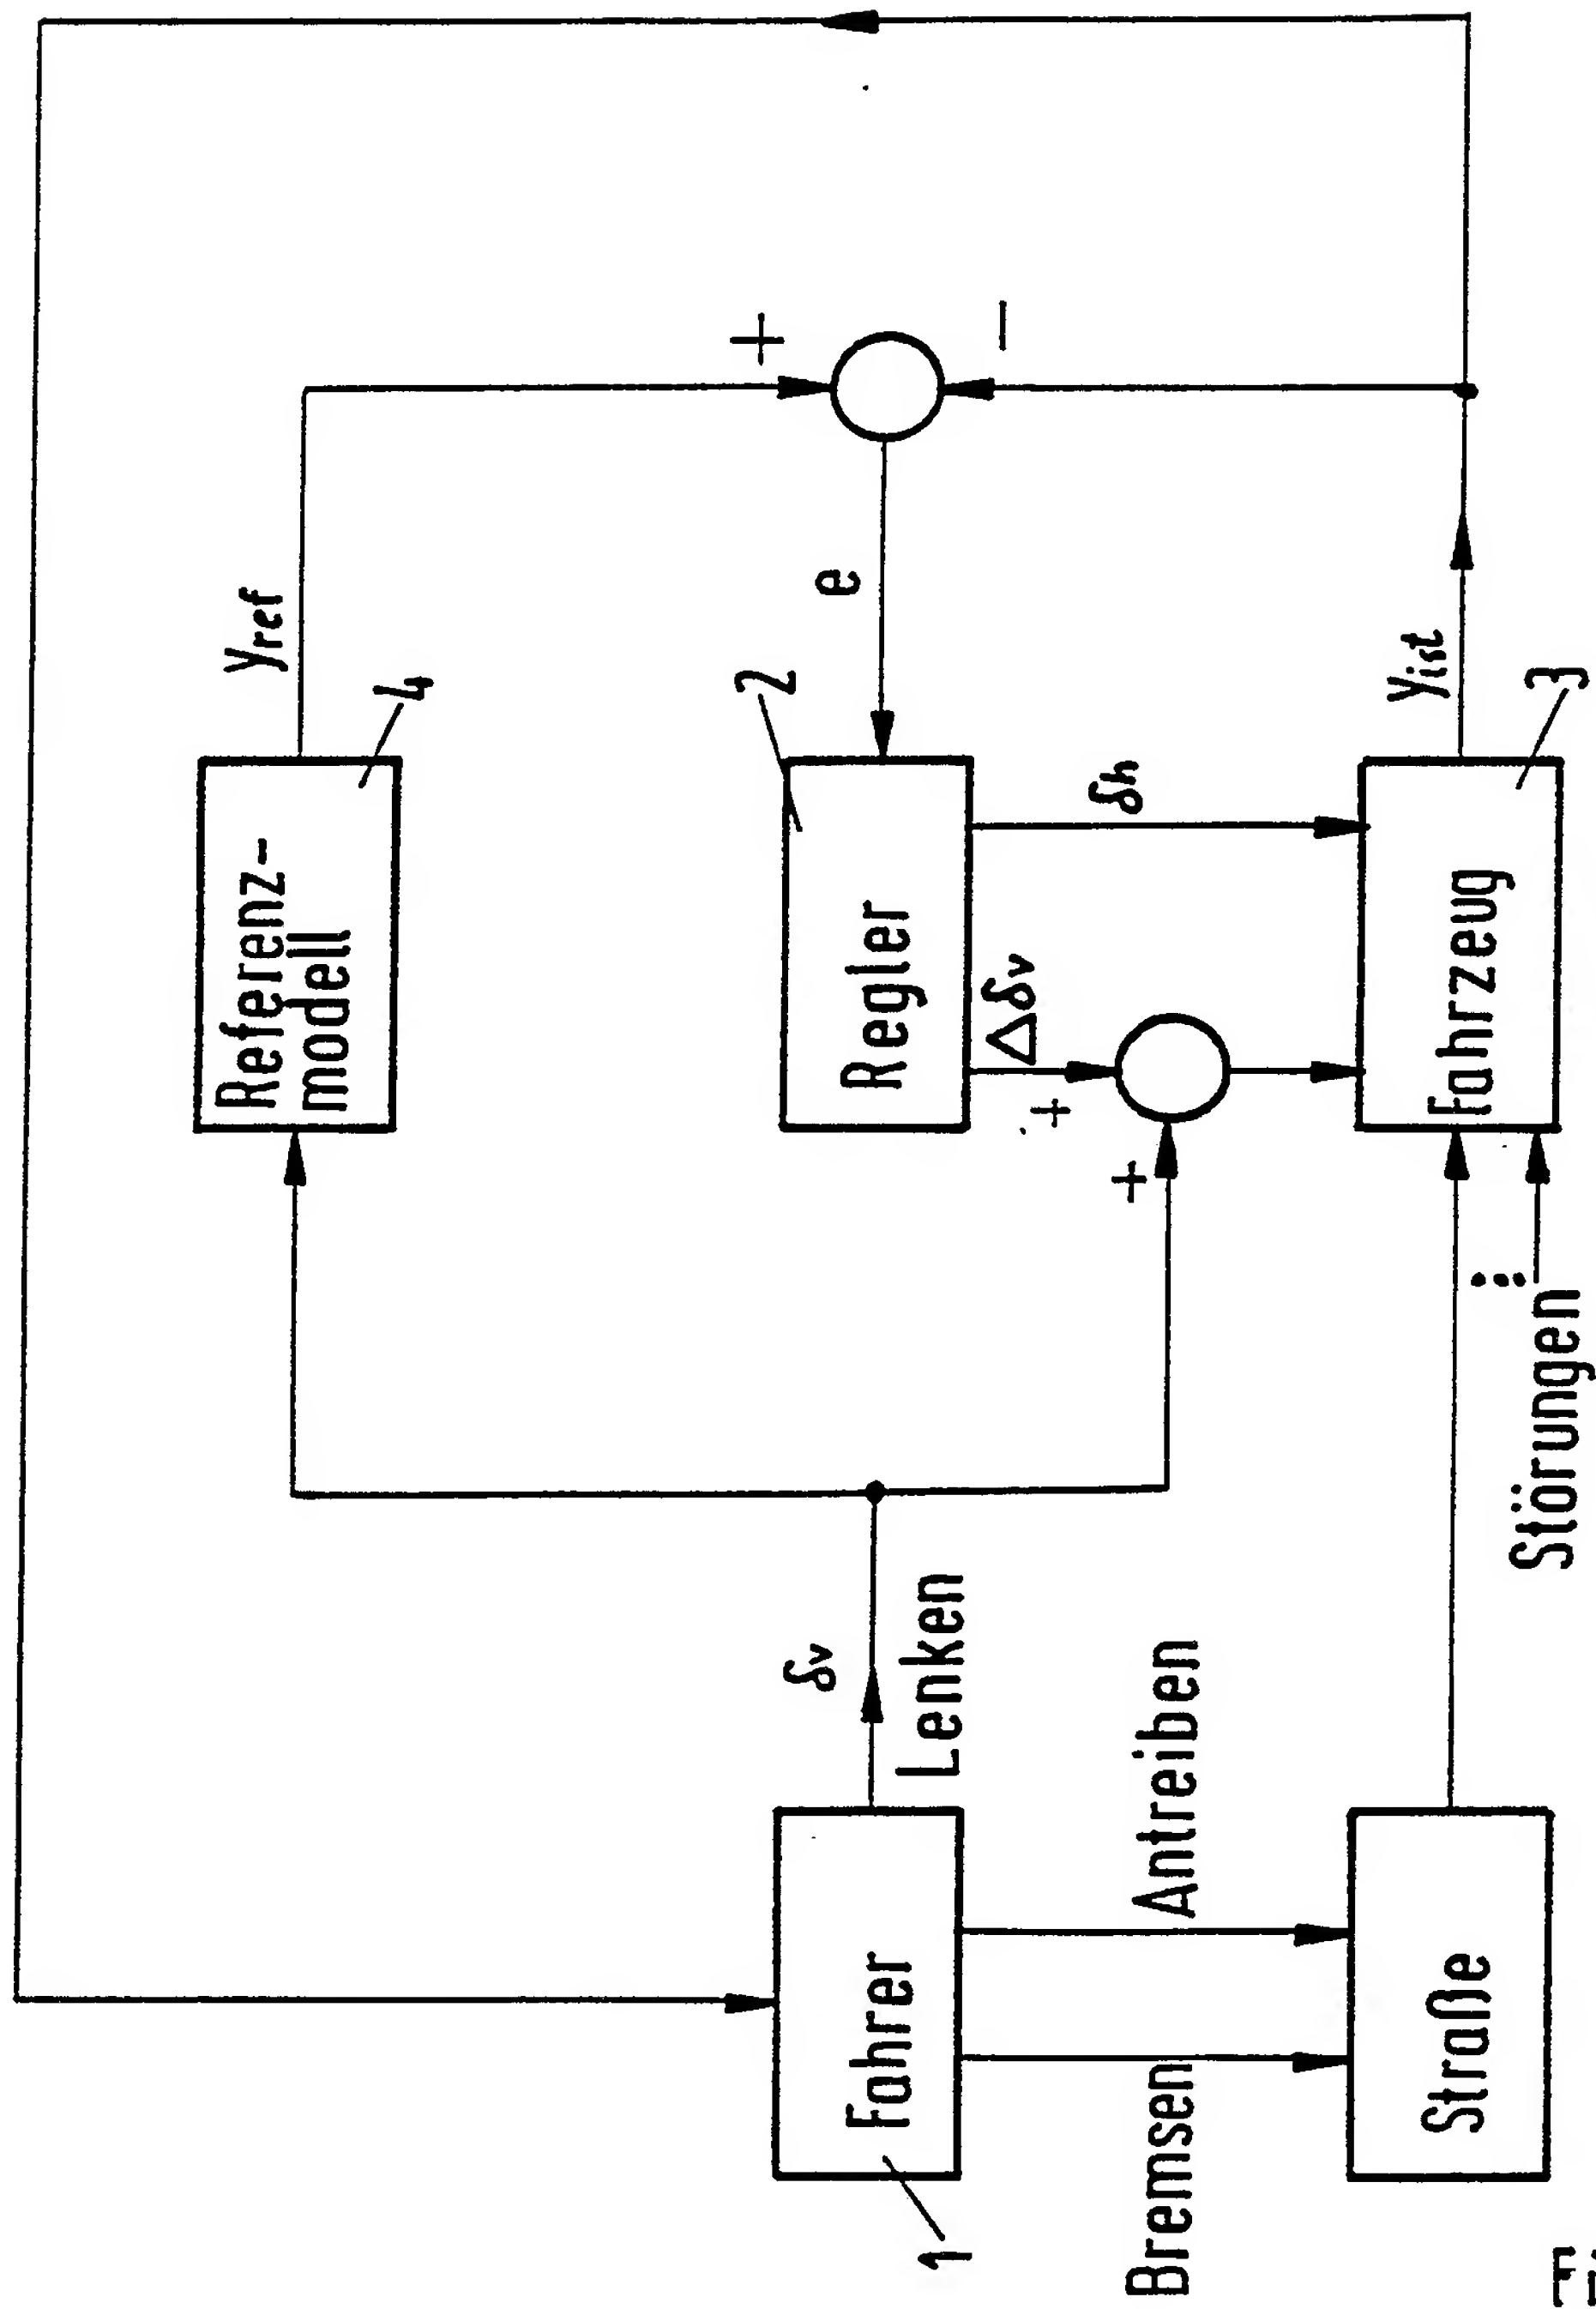 Referenz-
modell
4
yref
+
−
e
2
Regler
Δδv
δh
+
+
δv
Lenken
Fahrer
1
Bremsen
Antreiben
Straße
Störungen
Fahrzeug
3
yist